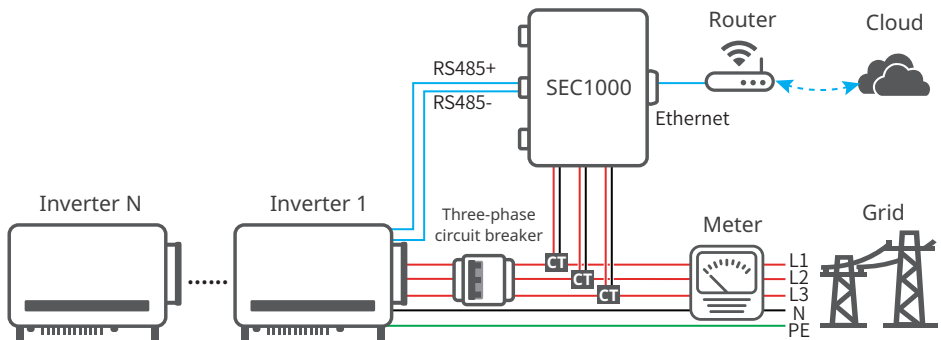 Router
Cloud
RS485+
SEC1000
RS485-
Ethernet
Inverter N
Inverter 1
Three-phase
circuit breaker
Meter
Grid
CT
CT
CT
L1
L2
L3
N
PE